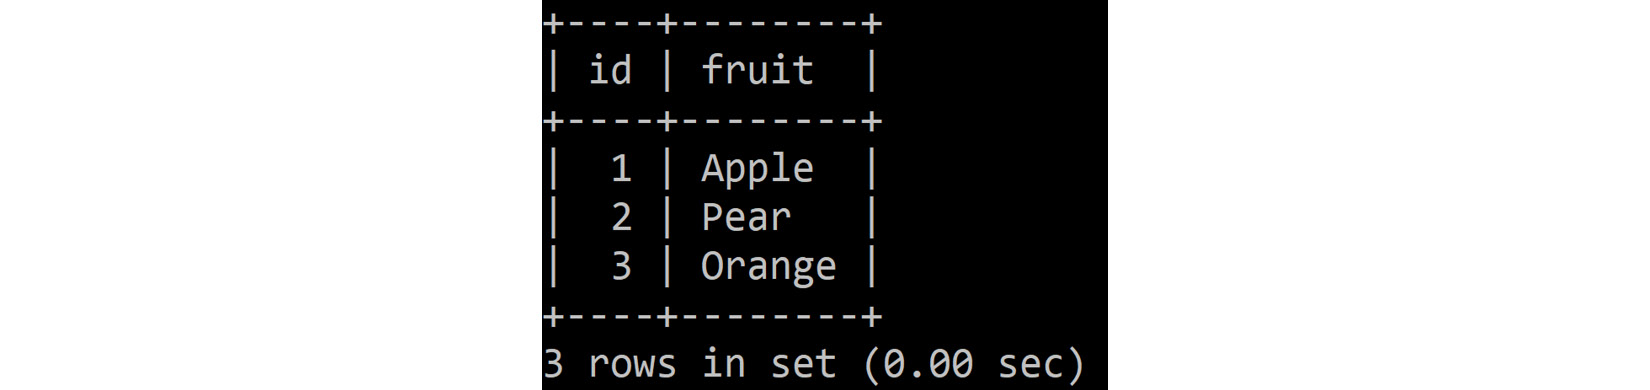 +----+--------+
| id | fruit  |
+----+--------+
|  1 | Apple  |
|  2 | Pear   |
|  3 | Orange |
+----+--------+
3 rows in set (0.00 sec)